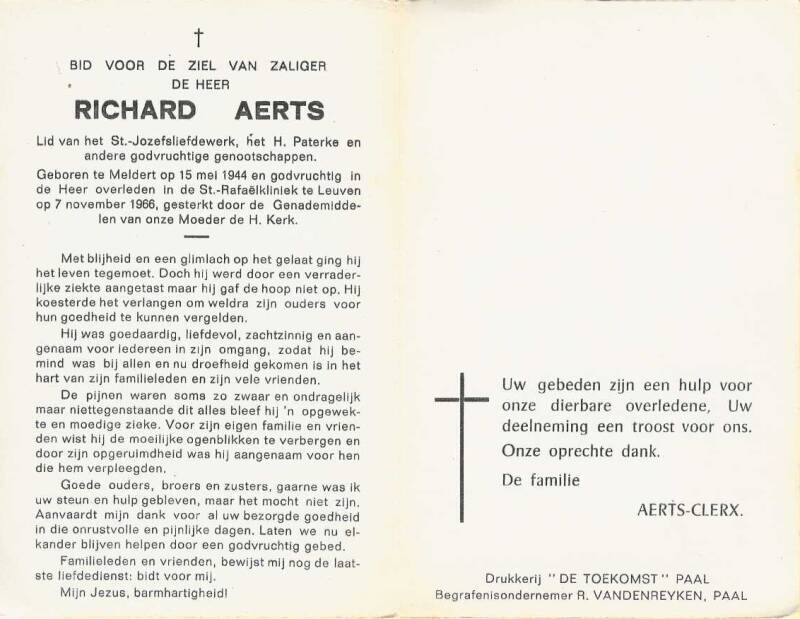 BID VOOR DE ZIEL VAN ZALIGER
DE HEER
RICHARD AERTS
Lid van het St.-Jozefsliefdewerk, het H. Paterke en
andere godvruchtige genootschappen.
Geboren te Meldert op 15 mei 1944 en godvruchtig in
de Heer overleden in de St.-Rafaëlkliniek te Leuven
op 7 november 1966, gesterkt door de Genademidde-
len van onze Moeder de H. Kerk.
Met blijheid en een glimlach op het gelaat ging hij
het leven tegemoet. Doch hij werd door een verrader-
lijke ziekte aangetast maar hij gaf de hoop niet op. Hij
koesterde het verlangen om weldra zijn ouders voor
hun goedheid te kunnen vergelden.
Hij was goedaardig, liefdevol, zachtzinnig en aan-
genaam voor iedereen in zijn omgang, zodat hij be-
mind was bij allen en nu droefheid gekomen is in het
hart van zijn familieleden en zijn vele vrienden.
De pijnen waren soms zo zwaar en ondragelijk
maar niettegenstaande dit alles bleef hij 'n opgewek-
te en moedige zieke. Voor zijn eigen familie en vrien-
den wist hij de moeilijke ogenblikken te verbergen en
door zijn opgeruimdheid was hij aangenaam voor hen
die hem verpleegden.
Goede ouders, broers en zusters, gaarne was ik
uw steun en hulp gebleven, maar het mocht niet zijn.
Aanvaardt mijn dank voor al uw bezorgde goedheid
in die onrustvolle en pijnlijke dagen. Laten we nu el-
kander blijven helpen door een godvruchtig gebed.
Familieleden en vrienden, bewijst mij nog de laat-
ste liefdedienst: bidt voor mij.
Mijn Jezus, barmhartigheid!
Uw gebeden zijn een hulp voor
onze dierbare overledene, Uw
deelneming een troost voor ons.
Onze oprechte dank.
De familie
AERTS-CLERX.
Drukkerij "DE TOEKOMST" PAAL
Begrafenisondernemer R. VANDENREYKEN, PAAL